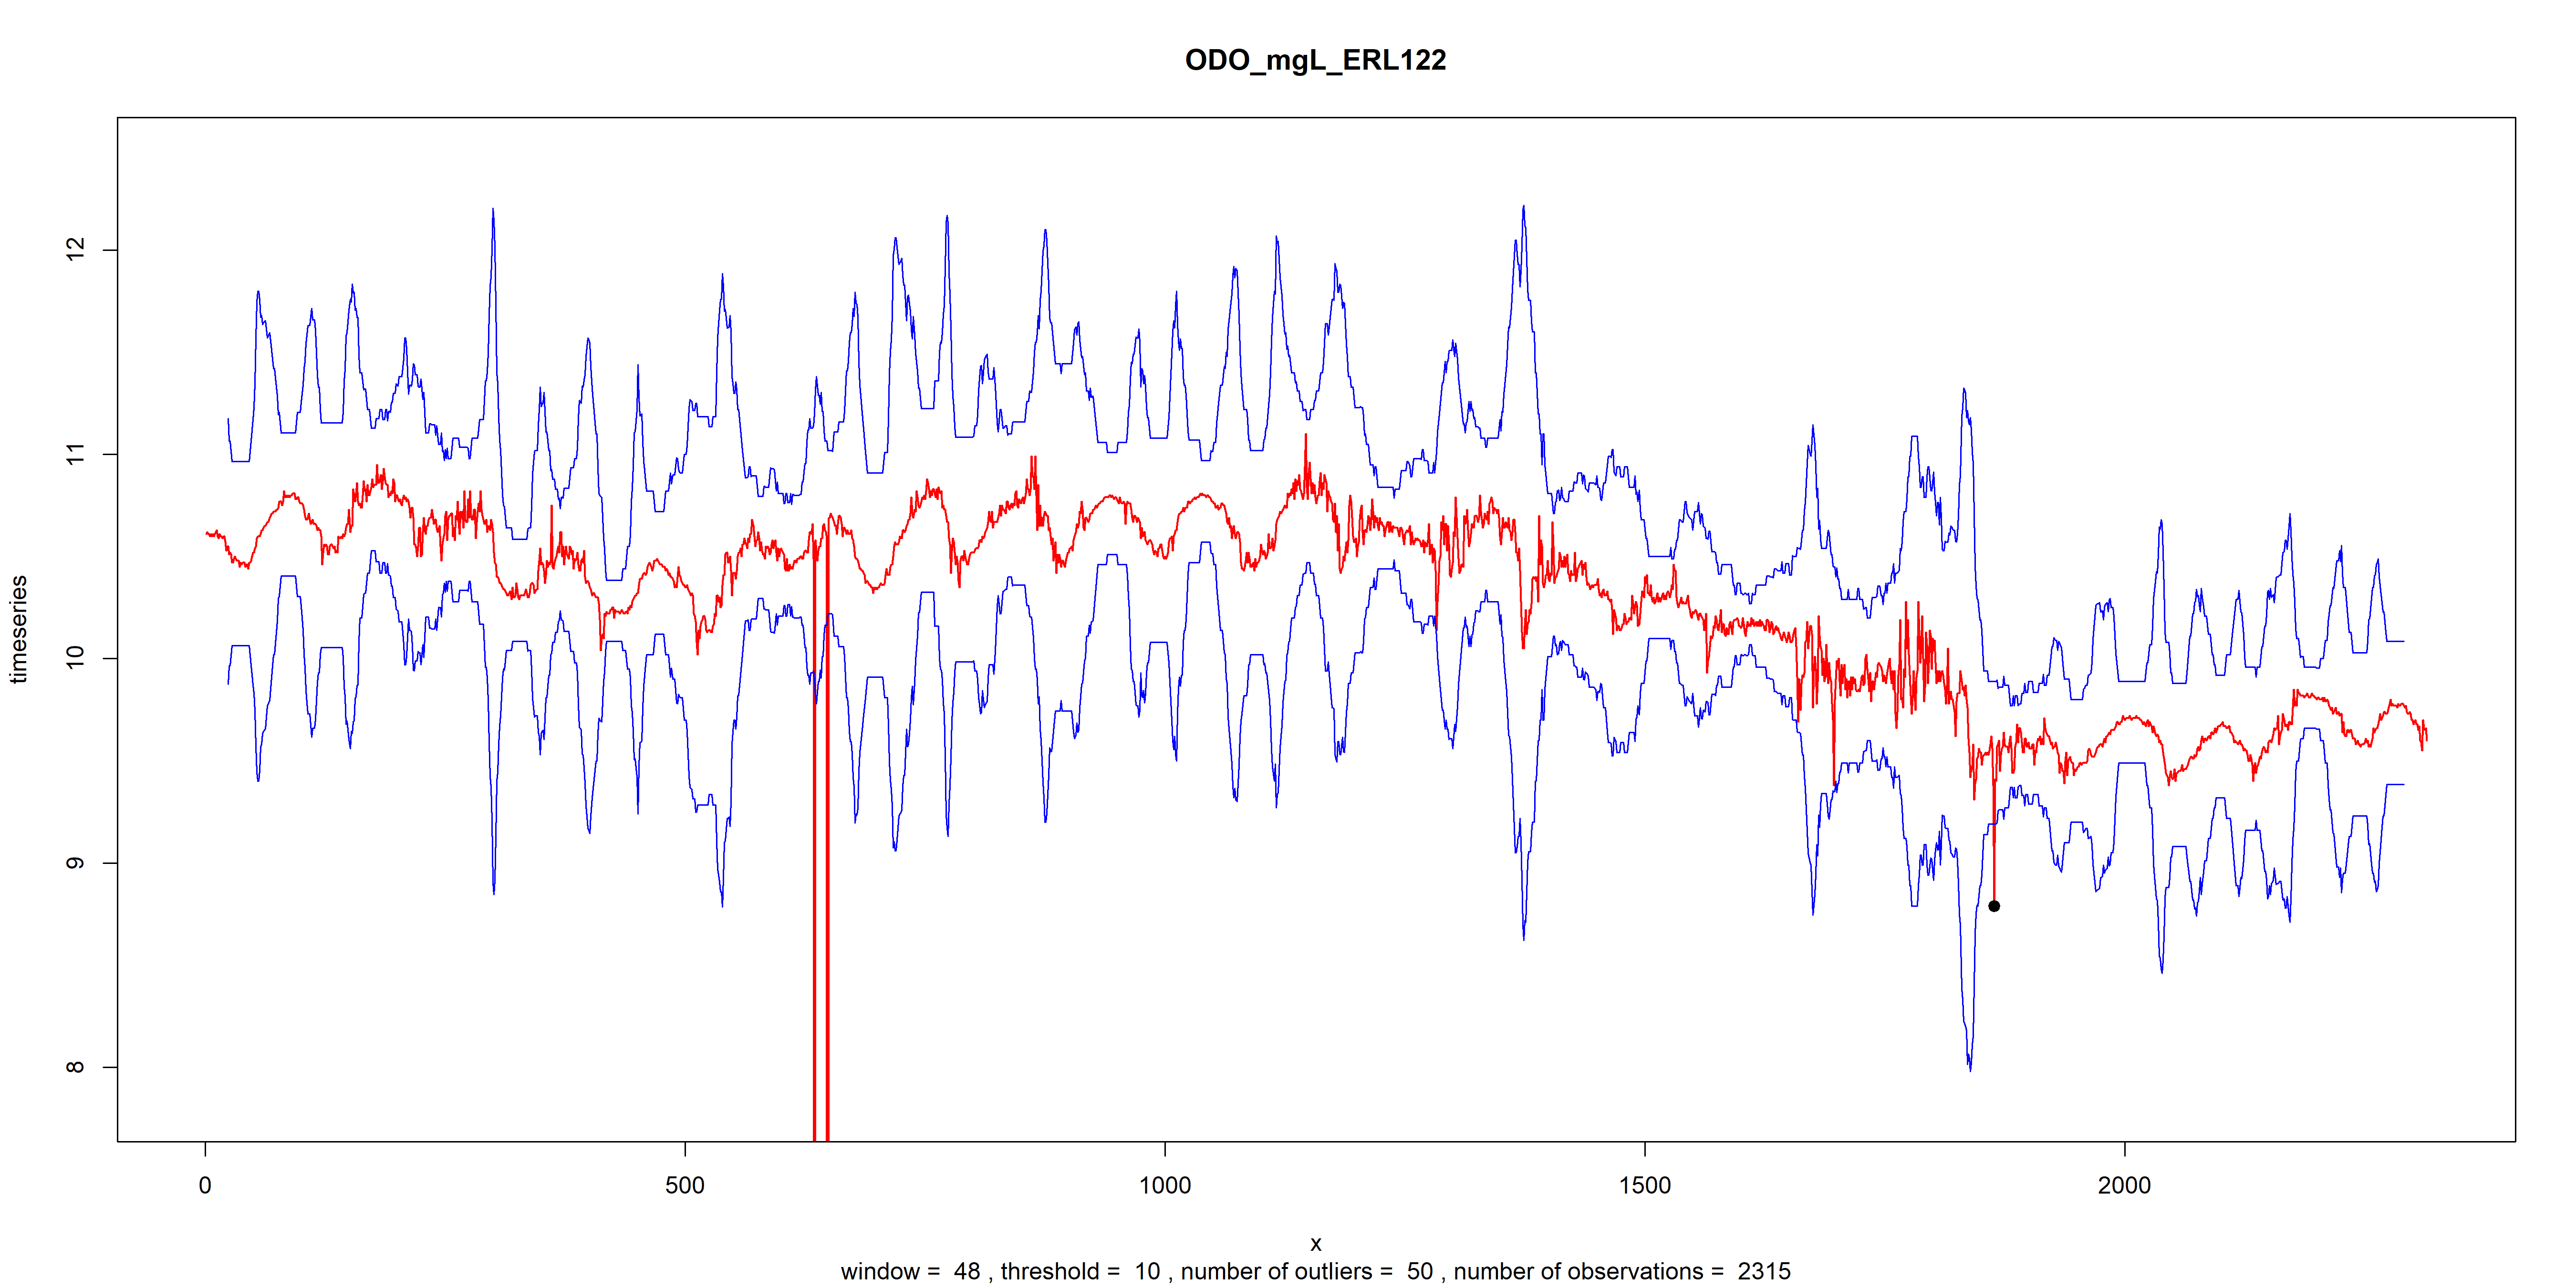 ODO_mgL_ERL122
timeseries
12
11
10
9
8
0 500 1000 1500 2000
x
window = 48 , threshold = 10 , number of outliers = 50 , number of observations = 2315